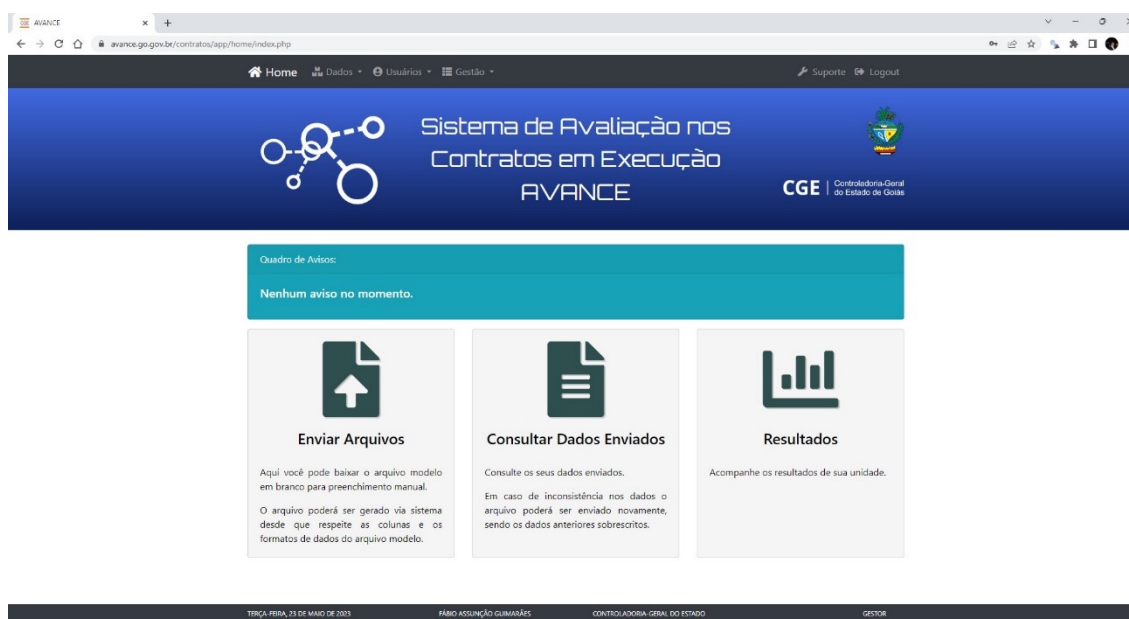 AVANCE
avance.go.gov.br/contratos/app/home/index.php
Home Dados Usuários Gestão Suporte Logout
Sistema de Avaliação nos
Contratos em Execução
AVANCE
CGE Controladoria-Geral
do Estado de Goiás
Quadro de Avisos:
Nenhum aviso no momento.
Enviar Arquivos
Aqui você pode baixar o arquivo modelo
em branco para preenchimento manual.
O arquivo poderá ser gerado via sistema
desde que respeite as colunas e os
formatos de dados do arquivo modelo.
Consultar Dados Enviados
Consulte os seus dados enviados.
Em caso de inconsistência nos dados o
arquivo poderá ser enviado novamente,
sendo os dados anteriores sobrescritos.
Resultados
Acompanhe os resultados de sua unidade.
TERÇA-FEIRA, 23 DE MAIO DE 2023 FÁBIO ASSUNÇÃO GUIMARÃES CONTROLADORIA-GERAL DO ESTADO GESTOR